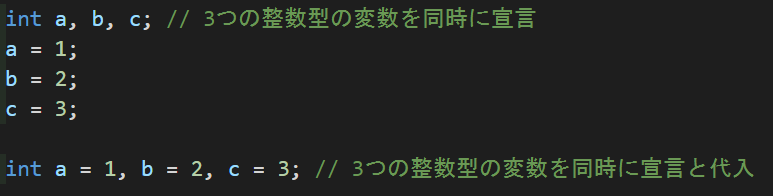 int a, b, c; // 3つの整数型の変数を同時に宣言
a = 1;
b = 2;
c = 3;
int a = 1, b = 2, c = 3; // 3つの整数型の変数を同時に宣言と代入